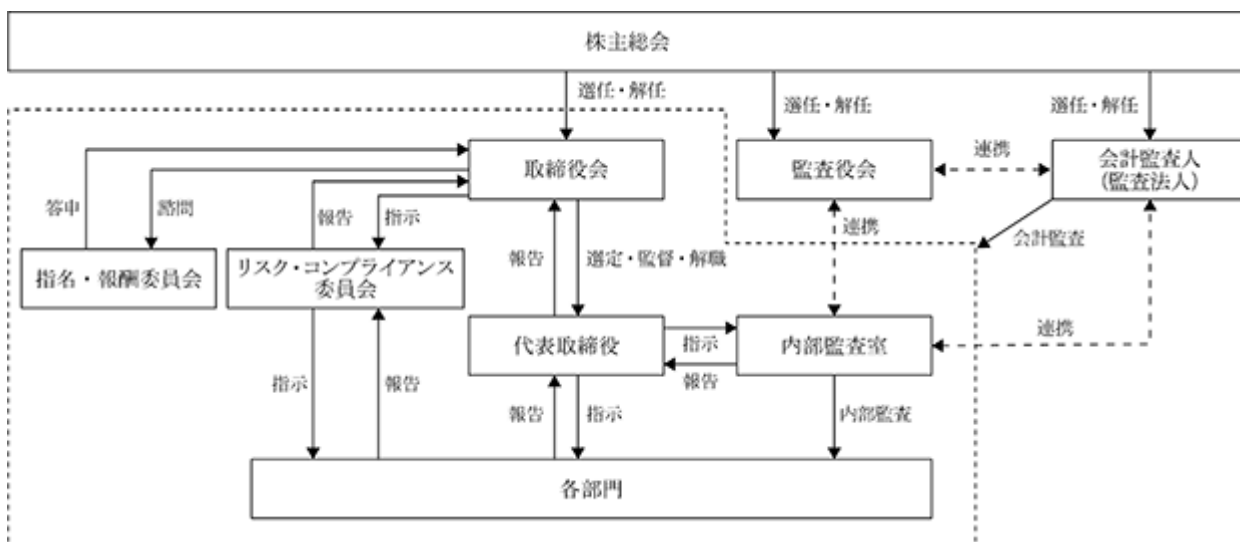 株主総会
選任・解任
選任・解任
選任・解任
取締役会
監査役会
会計監査人
(監査法人)
連携
答申
諮問
報告
指示
連携
会計監査
指名・報酬委員会
リスク・コンプライアンス
委員会
報告
選定・監督・解職
代表取締役
指示
報告
内部監査室
連携
指示
報告
報告
指示
内部監査
各部門